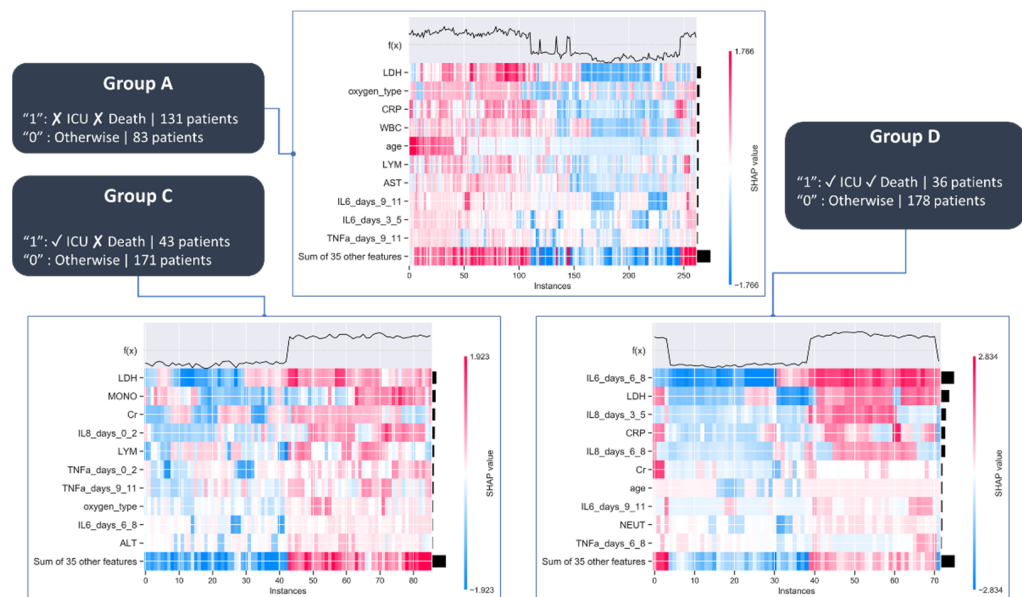 Group A
“1”: ✗ ICU ✗ Death | 131 patients
“0” : Otherwise | 83 patients
Group C
“1”: ✓ ICU ✗ Death | 43 patients
“0” : Otherwise | 171 patients
Group D
“1”: ✓ ICU ✓ Death | 36 patients
“0” : Otherwise | 178 patients
f(x)
LDH
oxygen_type
CRP
WBC
age
LYM
AST
IL6_days_9_11
IL6_days_3_5
TNFa_days_9_11
Sum of 35 other features
0 50 100 150 200 250
Instances
1.766
SHAP value
−1.766
f(x)
LDH
MONO
Cr
IL8_days_0_2
LYM
TNFa_days_0_2
TNFa_days_9_11
oxygen_type
IL6_days_6_8
ALT
Sum of 35 other features
0 10 20 30 40 50 60 70 80
Instances
1.923
SHAP value
−1.923
f(x)
IL6_days_6_8
LDH
IL8_days_3_5
CRP
IL8_days_6_8
Cr
age
IL6_days_9_11
NEUT
TNFa_days_6_8
Sum of 35 other features
0 10 20 30 40 50 60 70
Instances
2.834
SHAP value
−2.834